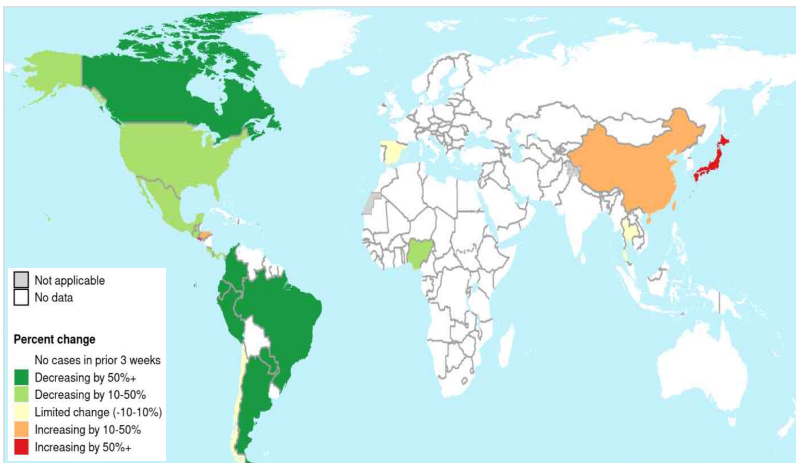 Not applicable
No data
Percent change
No cases in prior 3 weeks
Decreasing by 50%+
Decreasing by 10-50%
Limited change (-10-10%)
Increasing by 10-50%
Increasing by 50%+